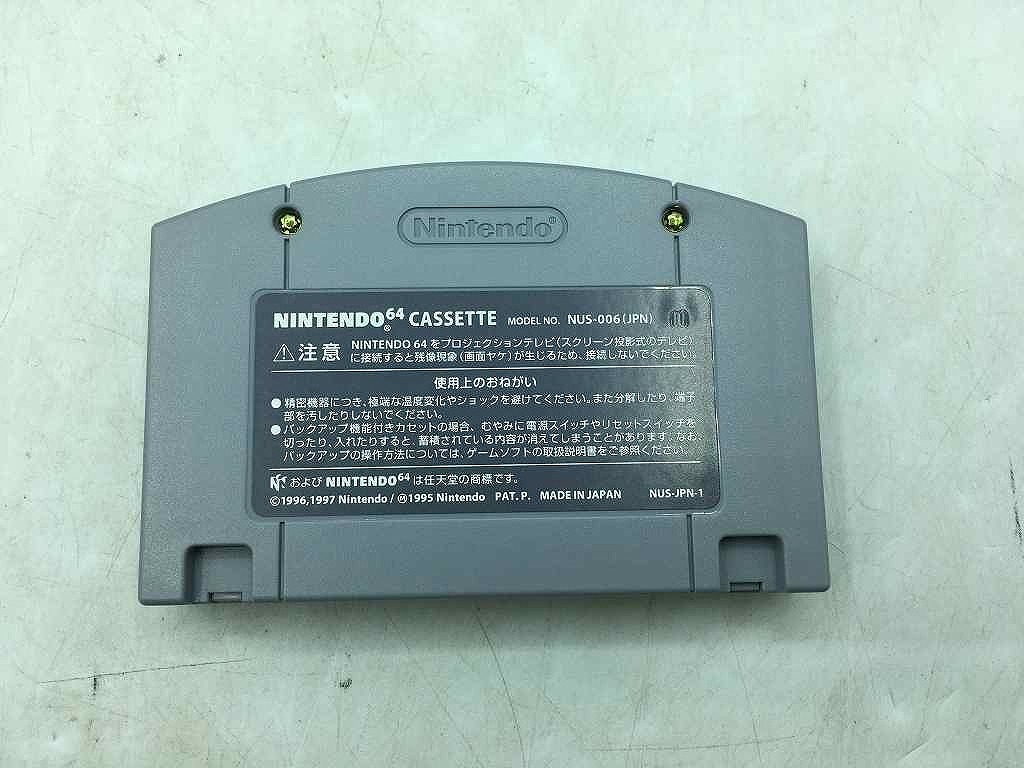 Nintendo®
NINTENDO®64 CASSETTE MODEL NO. NUS-006(JPN)
⚠注意 NINTENDO 64をプロジェクションテレビ(スクリーン投影式のテレビ)
に接続すると残像現象(画面ヤケ)が生じるため、接続しないでください。
使用上のおねがい
●精密機器につき、極端な温度変化やショックを避けてください。また分解したり、端子
部を汚したりしないでください。
●バックアップ機能付きカセットの場合、むやみに電源スイッチやリセットスイッチを
切ったり、入れたりすると、蓄積されている内容が消えてしまうことがあります。なお、
バックアップの操作方法については、ゲームソフトの取扱説明書をご参照ください。
および NINTENDO64 は任天堂の商標です。
©1996,1997 Nintendo / Ⓜ1995 Nintendo PAT. P. MADE IN JAPAN NUS-JPN-1